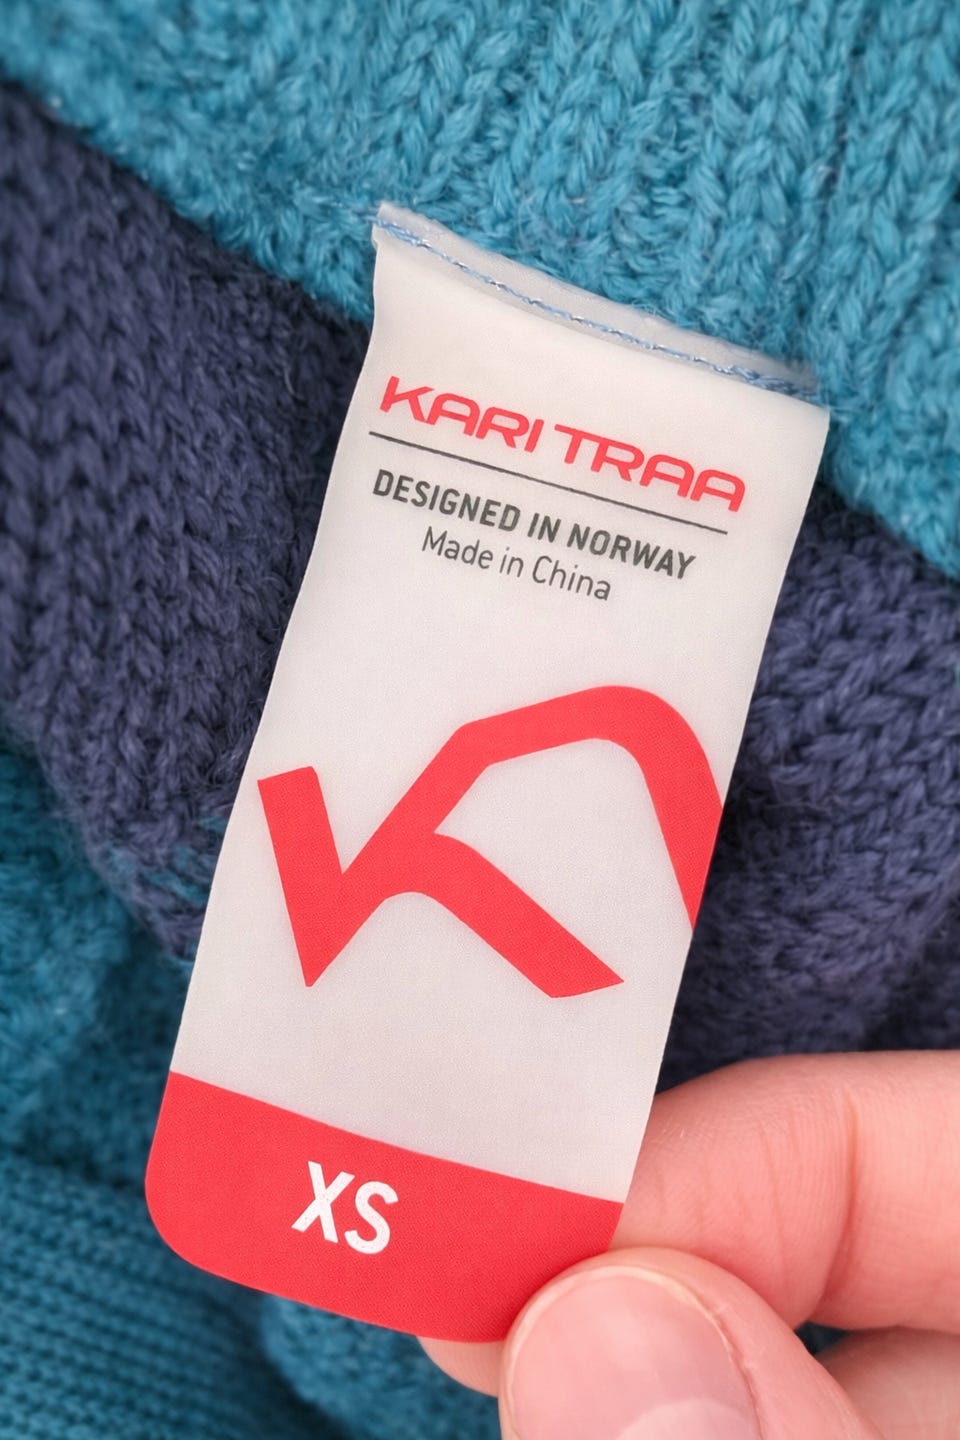 KARI TRAA
DESIGNED IN NORWAY
Made in China
XS